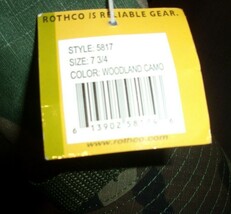 ROTHCO IS RELIABLE GEAR.
STYLE: 5817
SIZE: 7 3/4
COLOR: WOODLAND CAMO
www.rothco.com